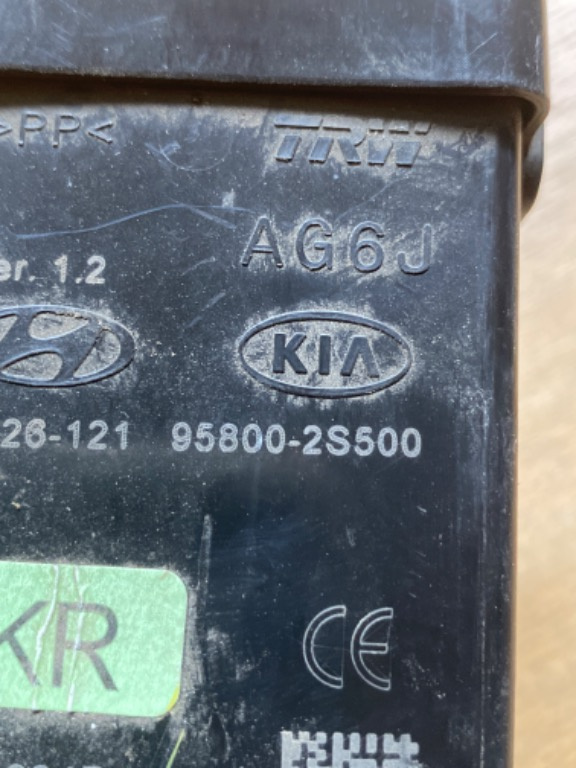 >PP< TRW
AG6J
er. 1.2
KIA
26-121 95800-2S500
KR
CE